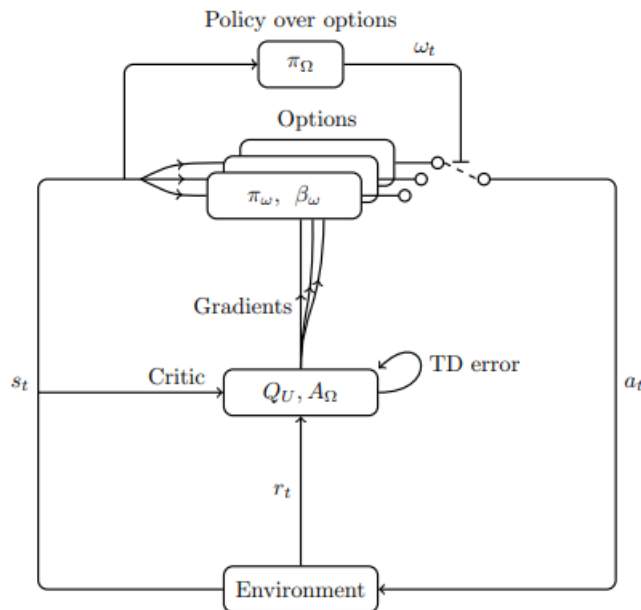 Policy over options
π_Ω
ω_t
Options
π_ω, β_ω
Gradients
Critic
TD error
s_t
Q_U, A_Ω
a_t
r_t
Environment